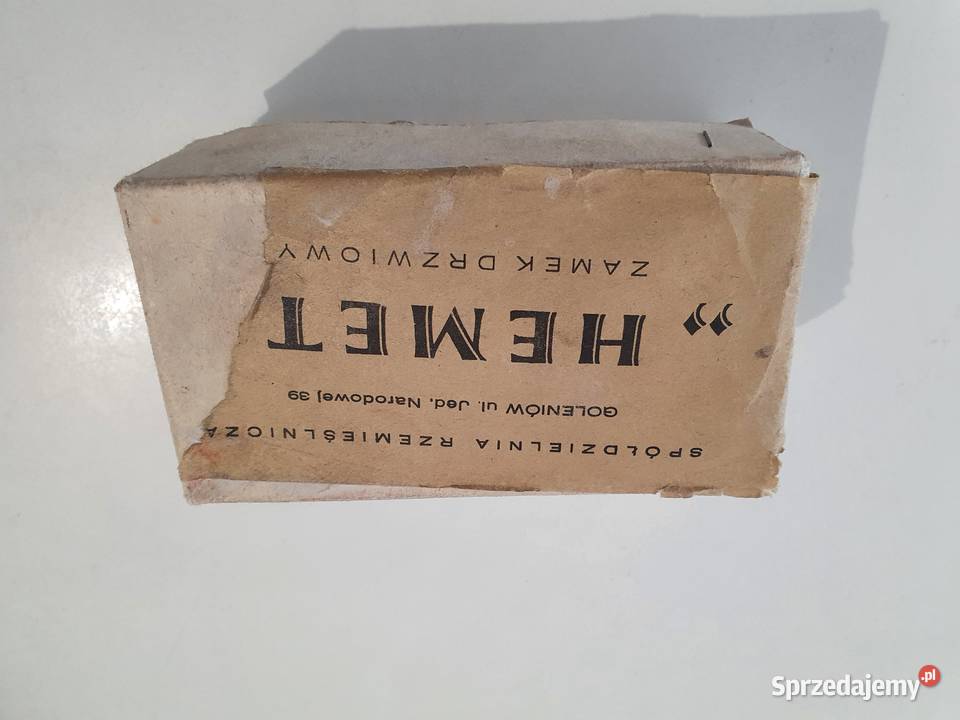 SPÓŁDZIELNIA RZEMIEŚLNICZA
GOLENIÓW ul. Jed. Narodowej 39
„HEMET
ZAMEK DRZWIOWY
Sprzedajemy.pl